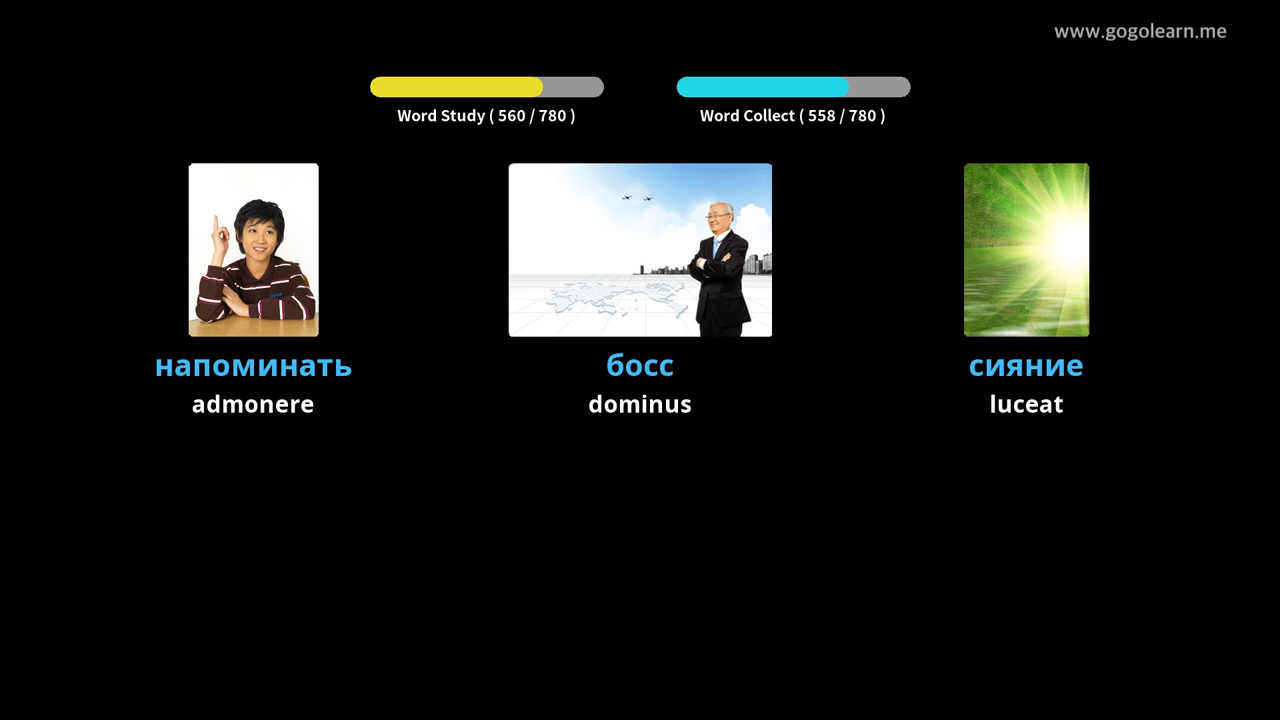 www.gogolearn.me
Word Study ( 560 / 780 )
Word Collect ( 558 / 780 )
напоминать
admonere
босс
dominus
сияние
luceat